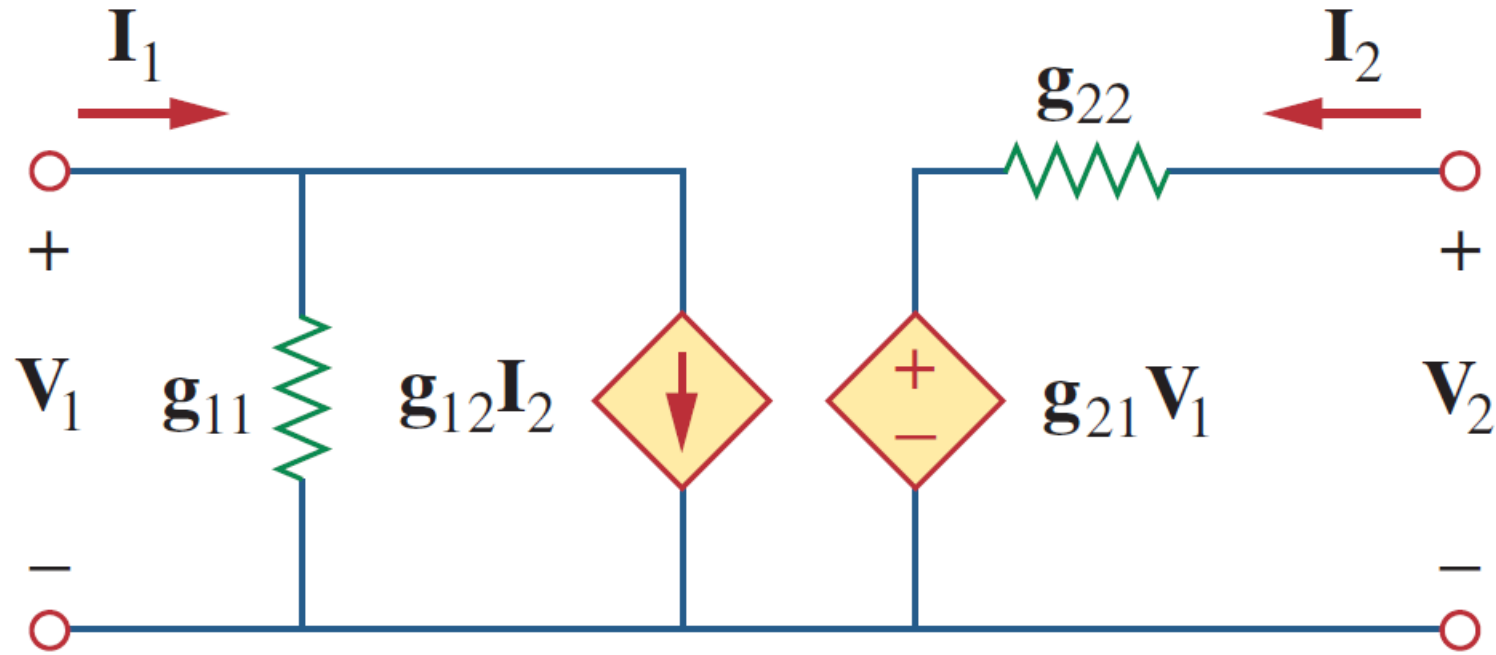 I₁
I₂
g₂₂
+
+
V₁
g₁₁
g₁₂I₂
+
−
g₂₁V₁
V₂
−
−